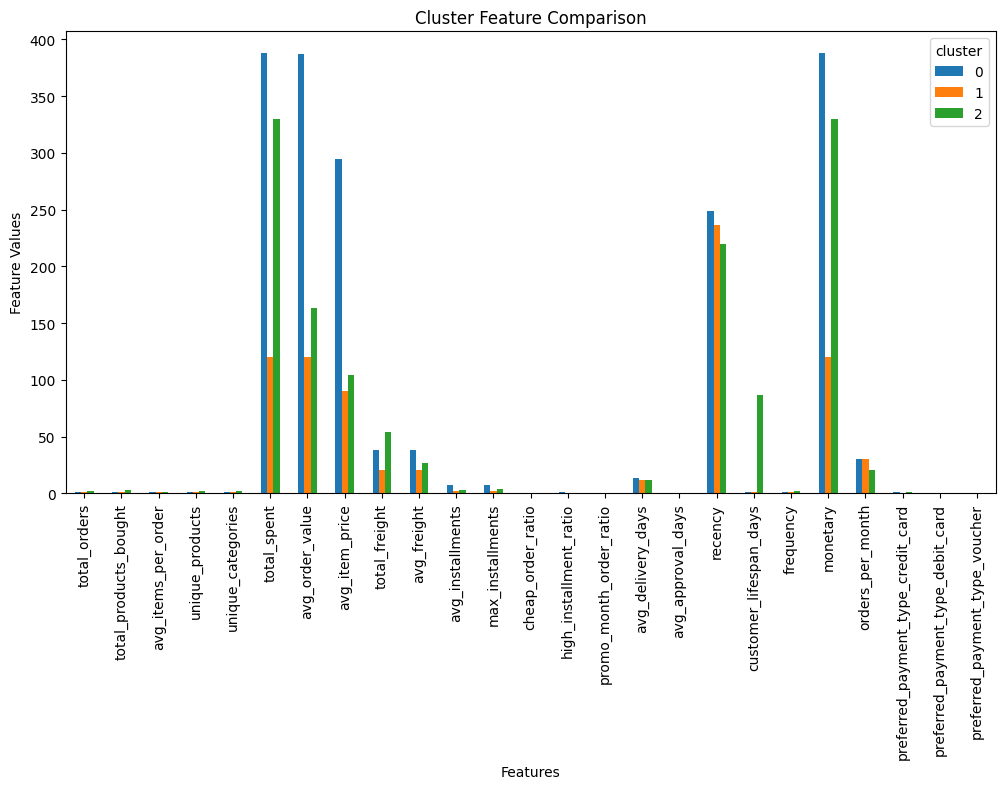 Cluster Feature Comparison
Feature Values
400
350
300
250
200
150
100
50
0
cluster
0
1
2
total_orders
total_products_bought
avg_items_per_order
unique_products
unique_categories
total_spent
avg_order_value
avg_item_price
total_freight
avg_freight
avg_installments
max_installments
cheap_order_ratio
high_installment_ratio
promo_month_order_ratio
avg_delivery_days
avg_approval_days
recency
customer_lifespan_days
frequency
monetary
orders_per_month
preferred_payment_type_credit_card
preferred_payment_type_debit_card
preferred_payment_type_voucher
Features